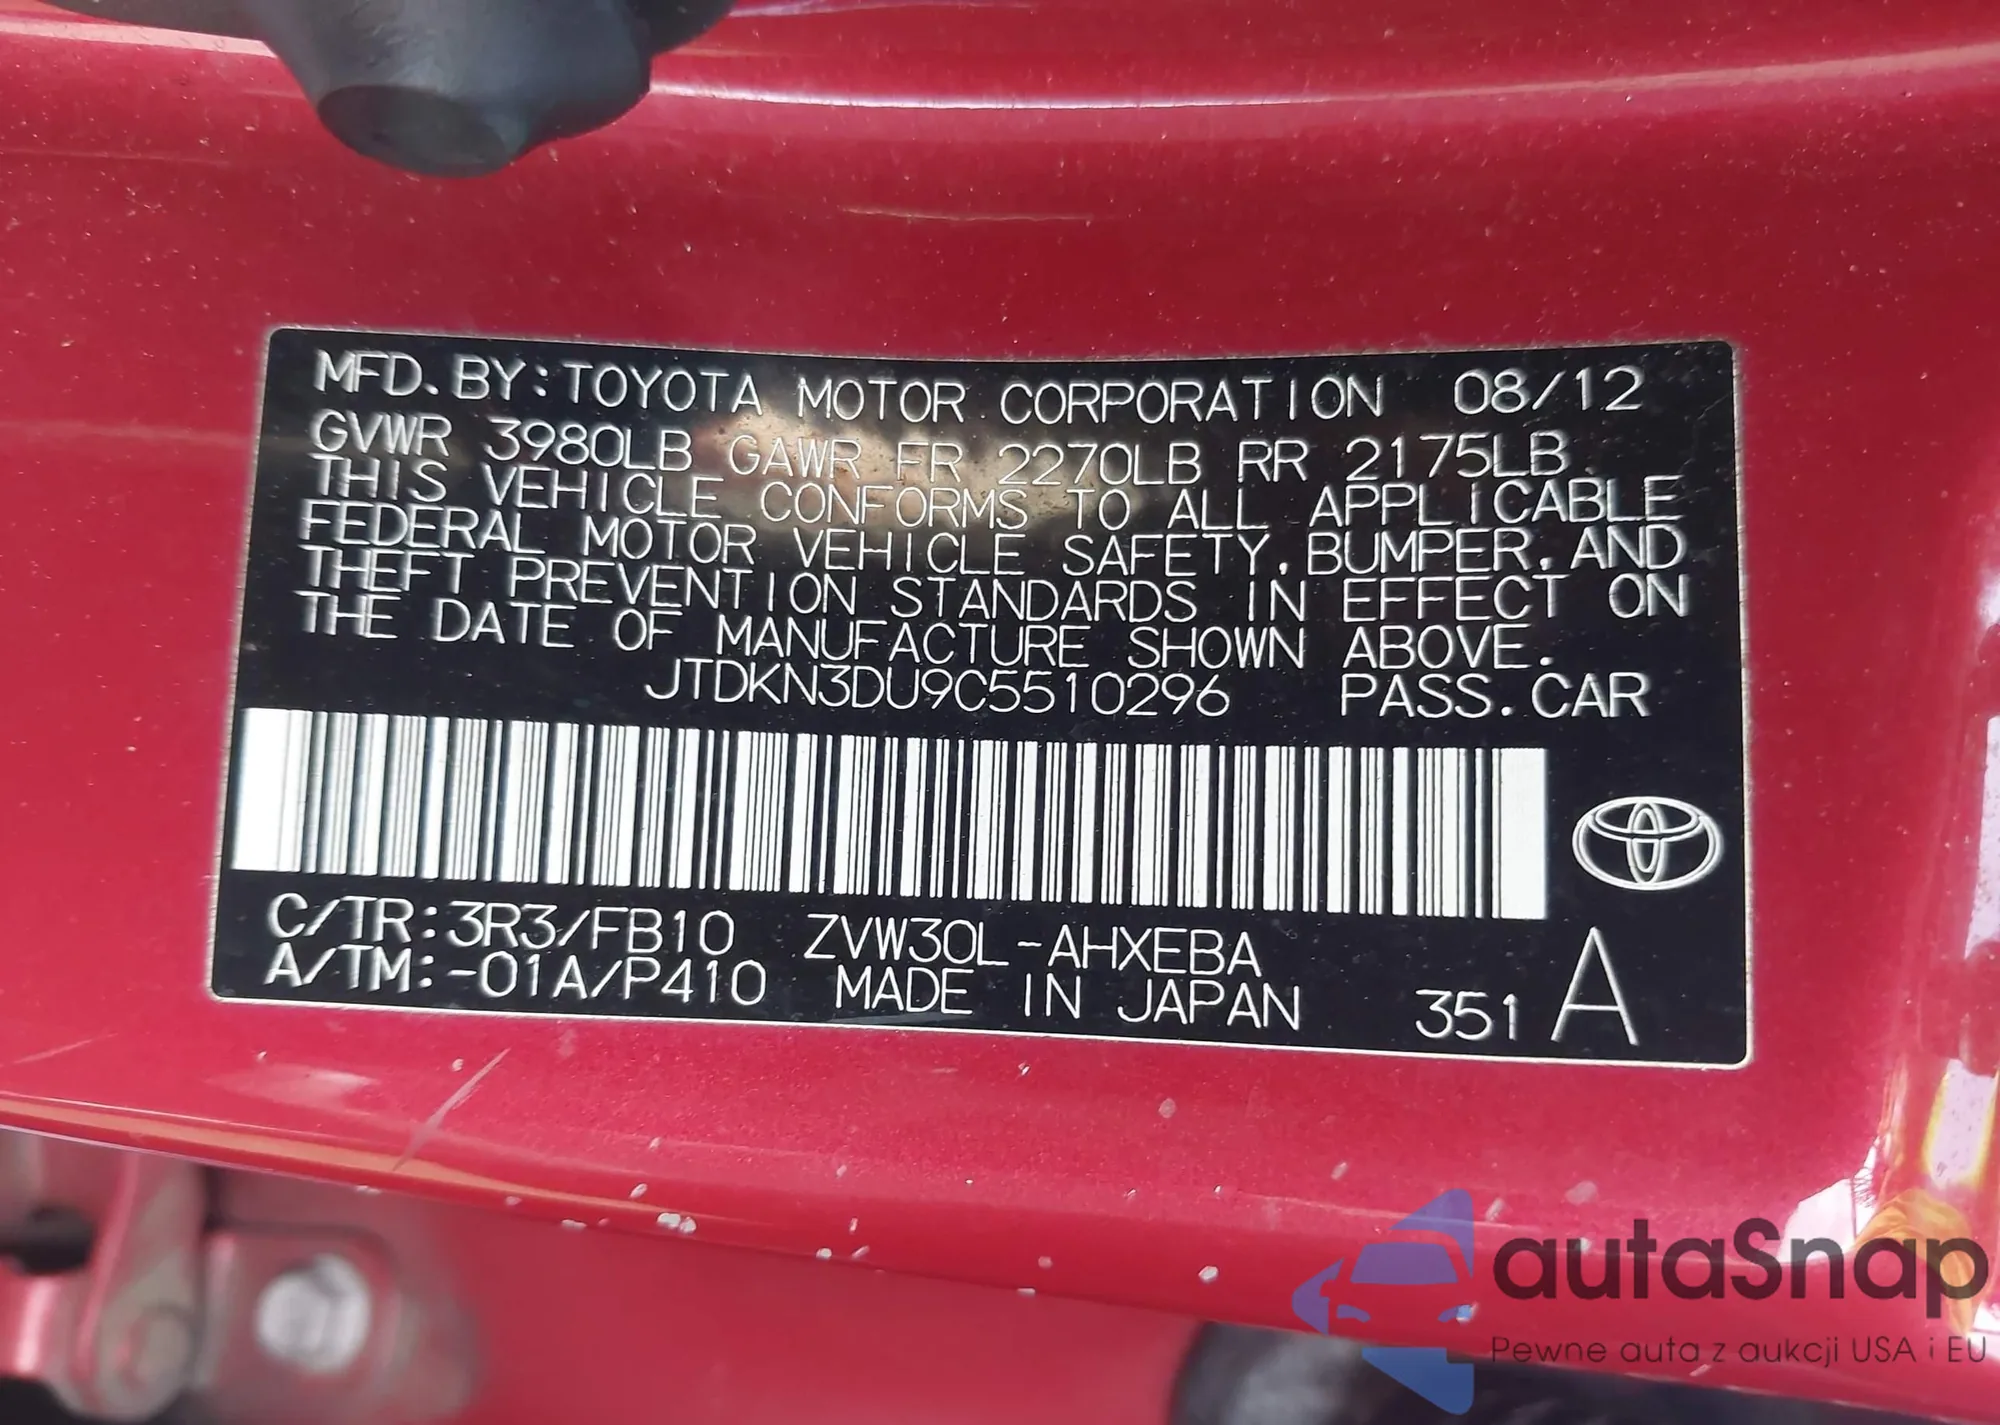 MFD. BY: TOYOTA MOTOR CORPORATION 08/12
GVWR 3980LB GAWR FR 2270LB RR 2175LB
THIS VEHICLE CONFORMS TO ALL APPLICABLE
FEDERAL MOTOR VEHICLE SAFETY, BUMPER, AND
THEFT PREVENTION STANDARDS IN EFFECT ON
THE DATE OF MANUFACTURE SHOWN ABOVE.
JTDKN3DU9C5510296 PASS. CAR
C/TR: 3R3/FB10 ZVW30L-AHXEBA
A/TM: -01A/P410 MADE IN JAPAN 351 A
autaSnap
Pewne auta z aukcji USA i EU